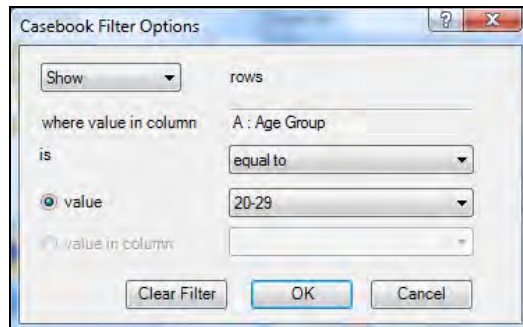 Casebook Filter Options
?
X
Show rows
where value in column A : Age Group
is equal to
value 20-29
value in column
Clear Filter OK Cancel